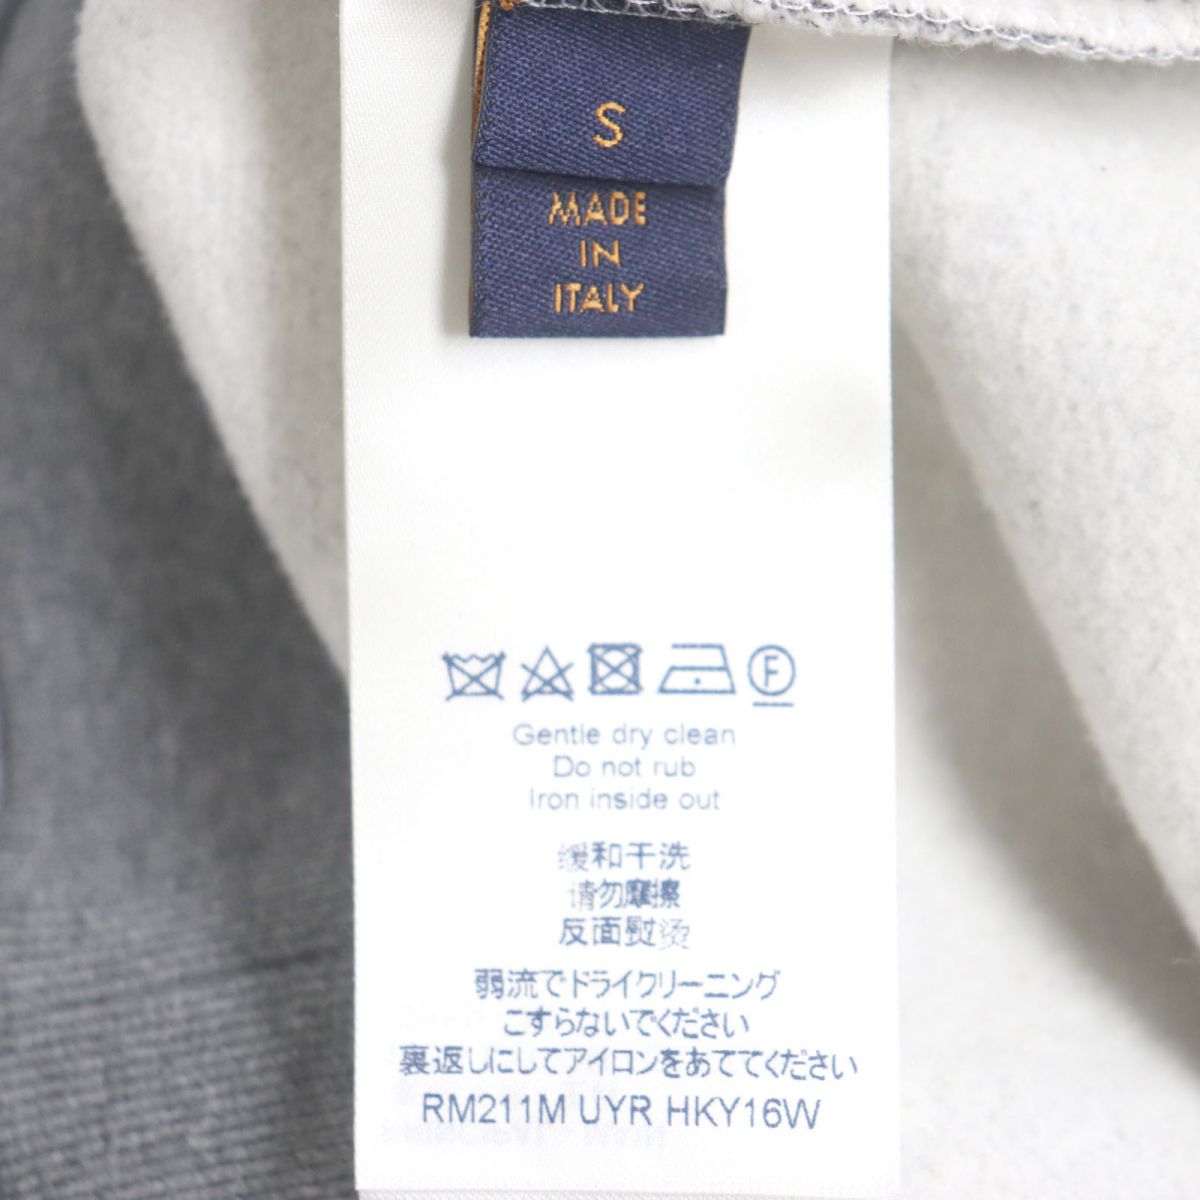 S
MADE
IN
ITALY
F
Gentle dry clean
Do not rub
Iron inside out
缓和干洗
请勿摩擦
反面熨烫
弱流でドライクリーニング
こすらないでください
裏返しにしてアイロンをあててください
RM211M UYR HKY16W